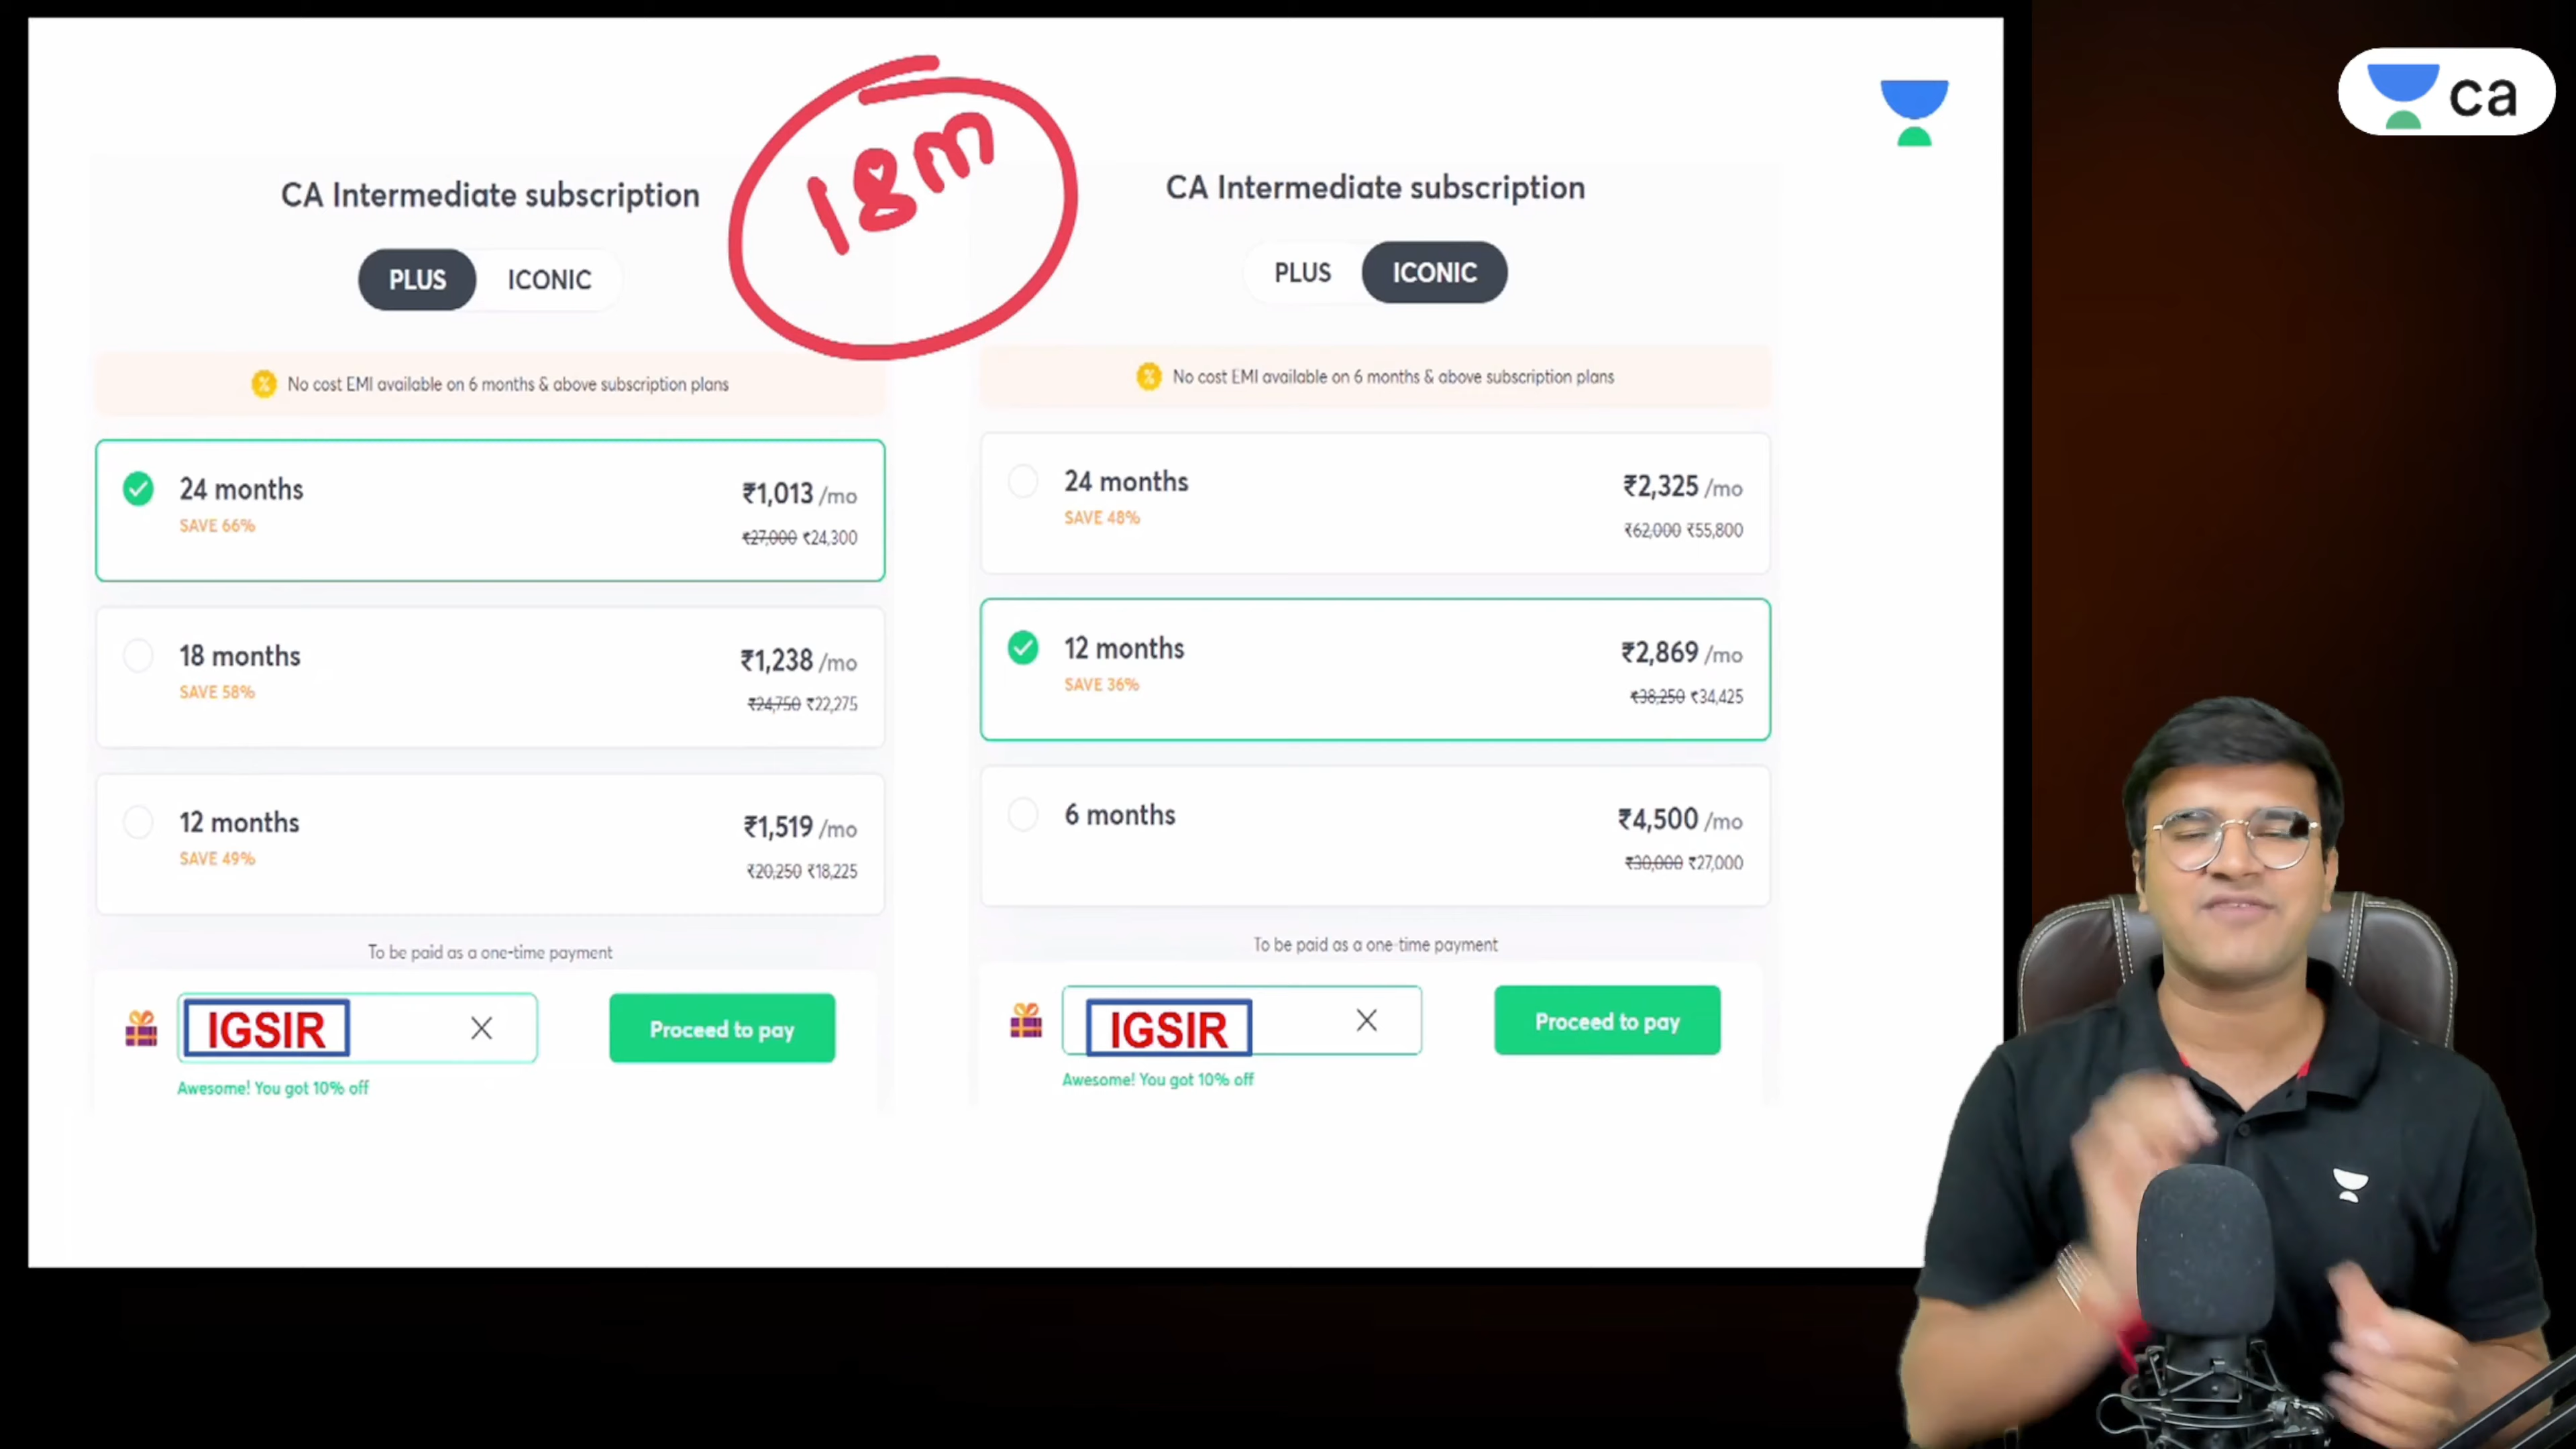 ca
18m
CA Intermediate subscription
PLUS ICONIC
No cost EMI available on 6 months & above subscription plans
24 months ₹1,013 /mo
SAVE 66% ₹27,000 ₹24,300
18 months ₹1,238 /mo
SAVE 58% ₹24,750 ₹22,275
12 months ₹1,519 /mo
SAVE 49% ₹20,250 ₹18,225
To be paid as a one-time payment
IGSIR Proceed to pay
Awesome! You got 10% off
CA Intermediate subscription
PLUS ICONIC
No cost EMI available on 6 months & above subscription plans
24 months ₹2,325 /mo
SAVE 48% ₹62,000 ₹55,800
12 months ₹2,869 /mo
SAVE 36% ₹38,250 ₹34,425
6 months ₹4,500 /mo
₹30,000 ₹27,000
To be paid as a one-time payment
IGSIR Proceed to pay
Awesome! You got 10% off